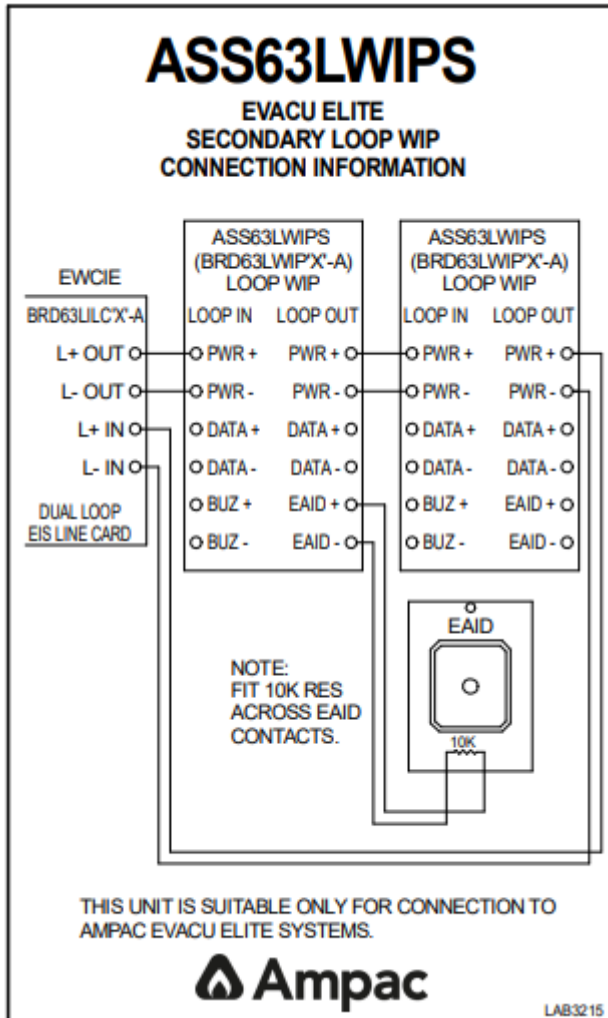 ASS63LWIPS
EVACU ELITE
SECONDARY LOOP WIP
CONNECTION INFORMATION
EWCIE
BRD63LILC'X'-A
L+ OUT
L- OUT
L+ IN
L- IN
DUAL LOOP
EIS LINE CARD
ASS63LWIPS
(BRD63LWIP'X'-A)
LOOP WIP
LOOP IN LOOP OUT
PWR + PWR +
PWR - PWR -
DATA + DATA +
DATA - DATA -
BUZ + EAID +
BUZ - EAID -
ASS63LWIPS
(BRD63LWIP'X'-A)
LOOP WIP
LOOP IN LOOP OUT
PWR + PWR +
PWR - PWR -
DATA + DATA +
DATA - DATA -
BUZ + EAID +
BUZ - EAID -
NOTE:
FIT 10K RES
ACROSS EAID
CONTACTS.
EAID
10K
THIS UNIT IS SUITABLE ONLY FOR CONNECTION TO
AMPAC EVACU ELITE SYSTEMS.
Ampac
LAB3215